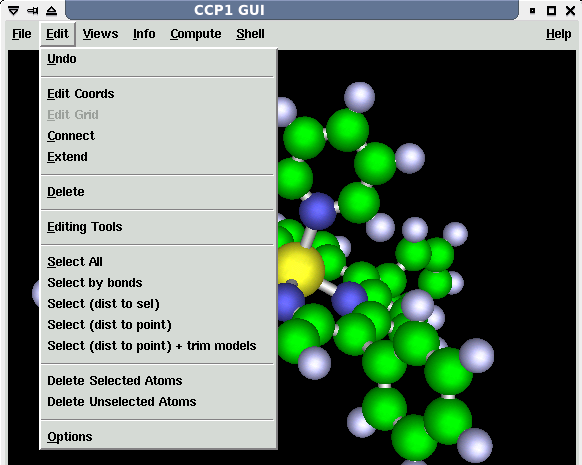 CCP1 GUI
File Edit Views Info Compute Shell Help
Undo
Edit Coords
Edit Grid
Connect
Extend
Delete
Editing Tools
Select All
Select by bonds
Select (dist to sel)
Select (dist to point)
Select (dist to point) + trim models
Delete Selected Atoms
Delete Unselected Atoms
Options